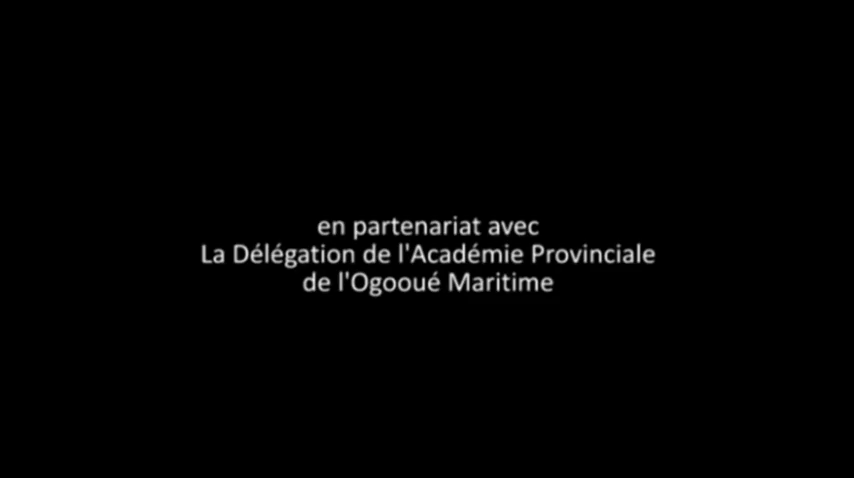 en partenariat avec
La Délégation de l'Académie Provinciale
de l'Ogooué Maritime